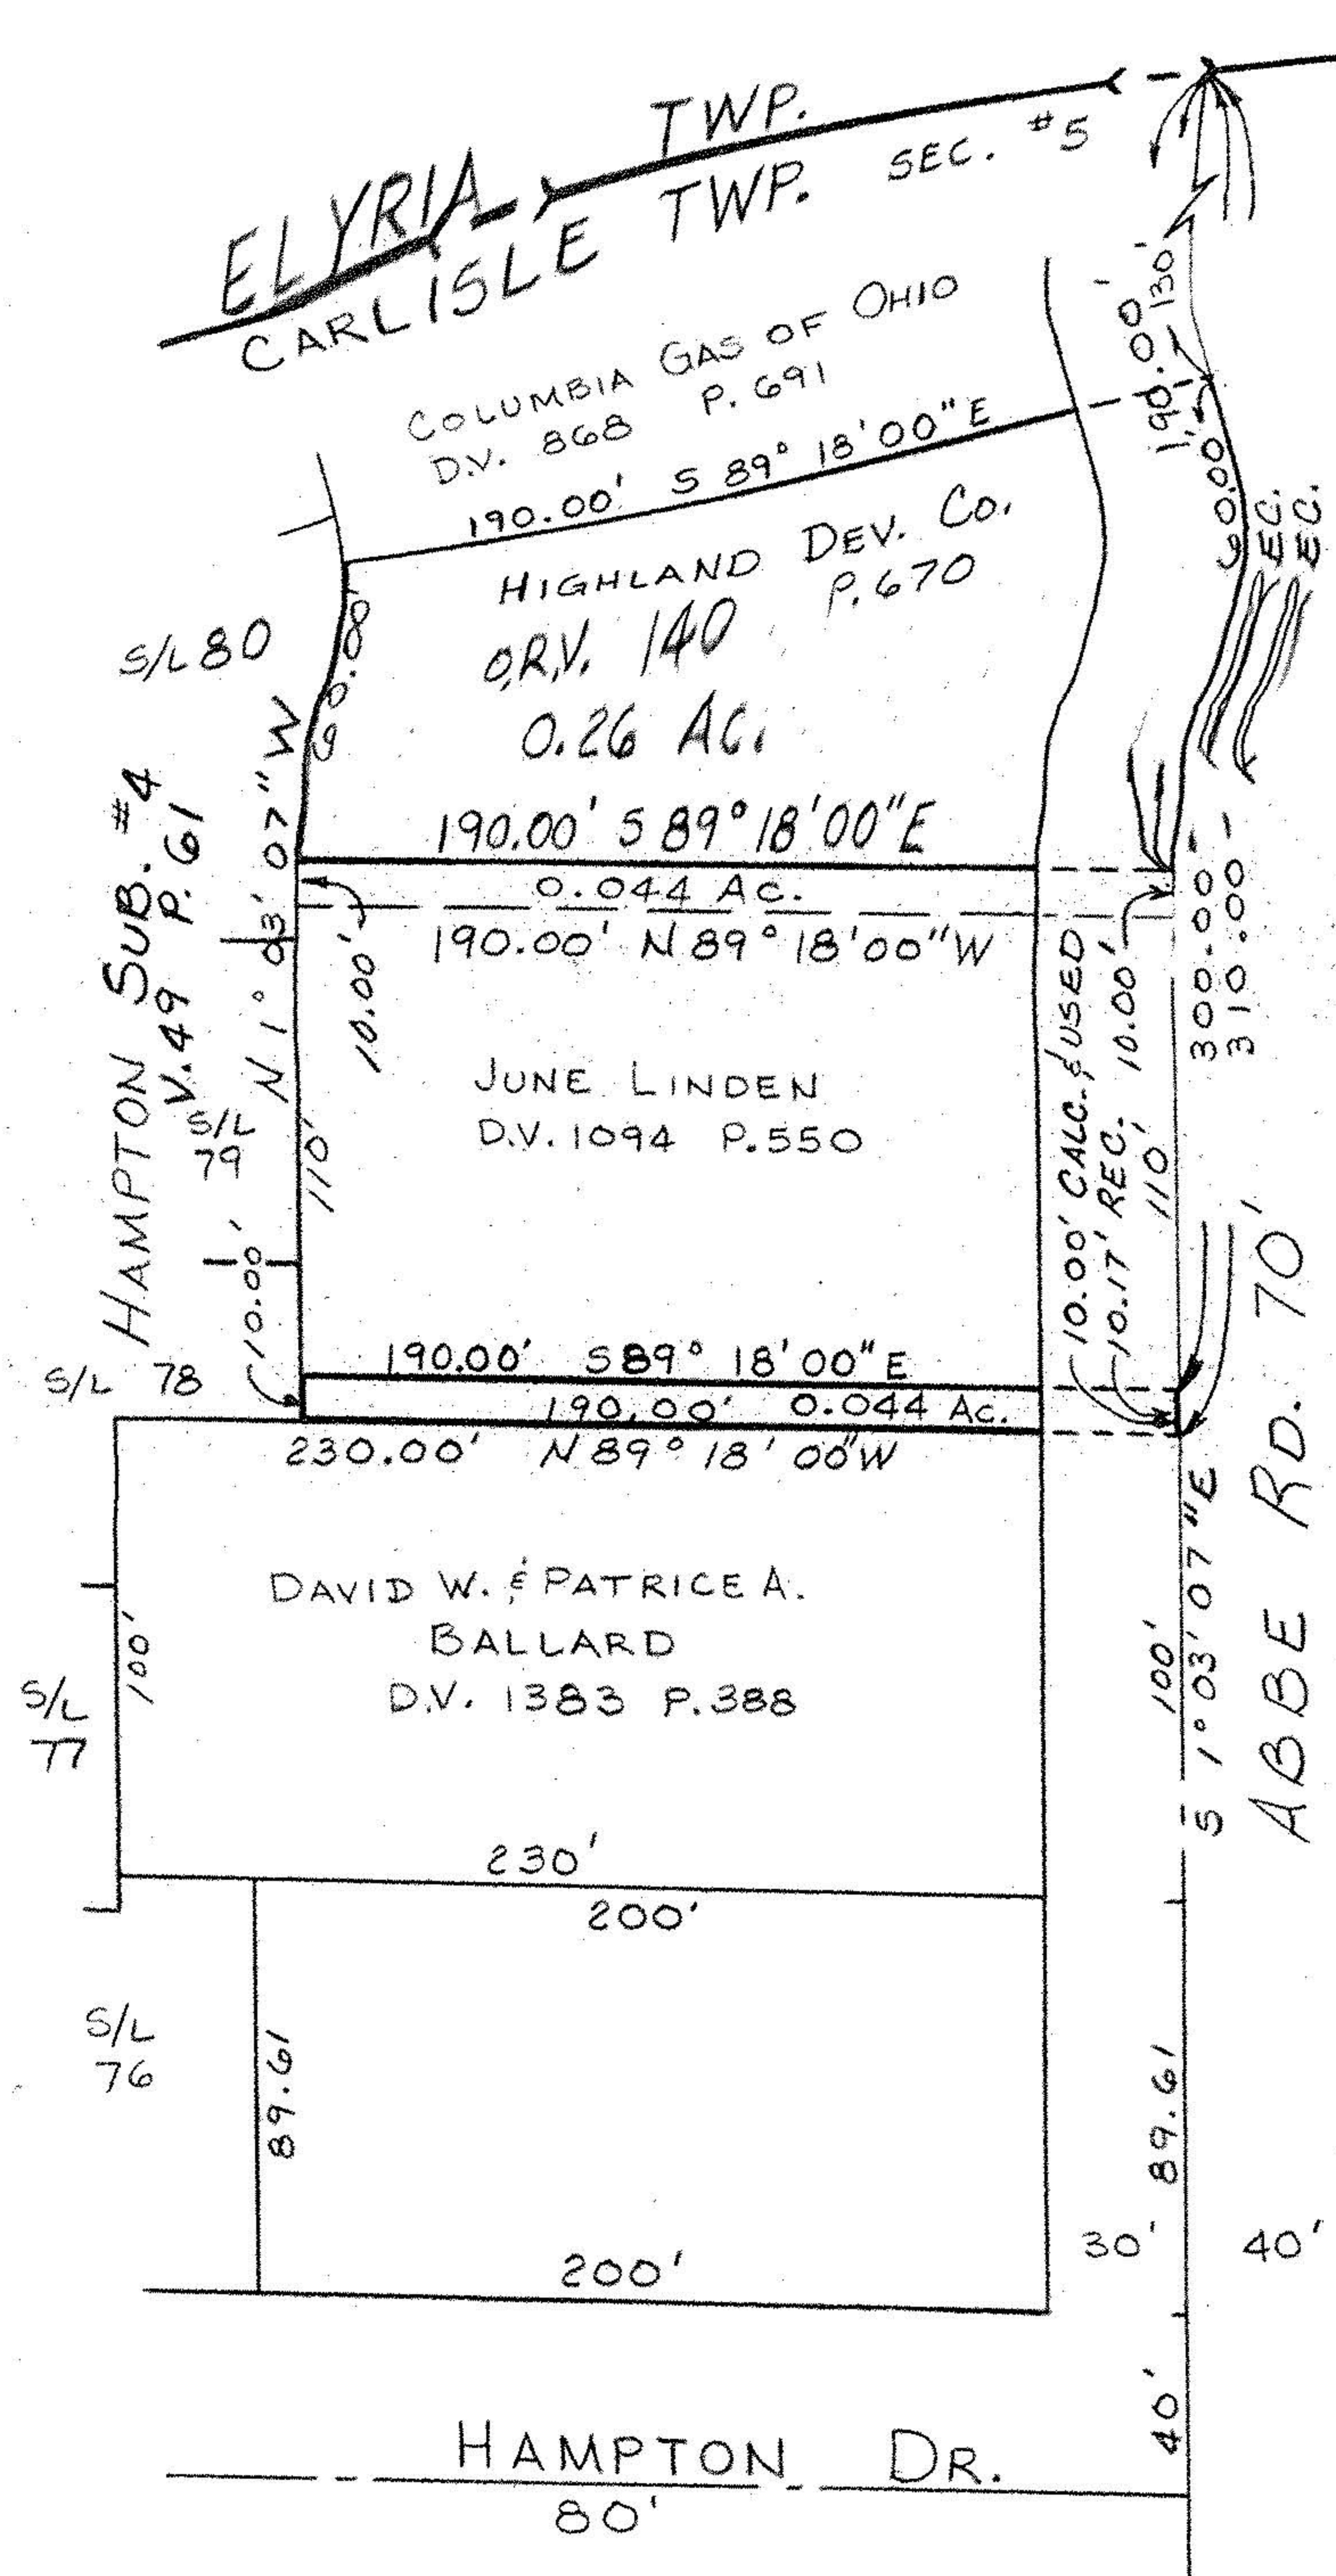 ELYRIA TWP.
CARLISLE TWP. SEC. #5
COLUMBIA GAS OF OHIO
D.V. 868 P. 691
190.00' S 89° 18' 00" E
190.00'
130'
60.00'
HIGHLAND DEV. CO.
O.R.V. 140 P. 670
0.26 AC.
S/L 80
190.00' S 89° 18' 00" E
0.044 AC.
190.00' N 89° 18' 00" W
10.00'
N 1° 03' 07" W
HAMPTON SUB. #4
V. 49 P. 61
300.00'
310.00'
JUNE LINDEN
D.V. 1094 P. 550
S/L
79
110'
10.00'
10.00' CALC. & USED
10.17' REC.
10.00'
110'
190.00' S 89° 18' 00" E
S/L 78
190.00' 0.044 AC.
230.00' N 89° 18' 00" W
ABBE RD. 70'
S 1° 03' 07" E
DAVID W. & PATRICE A.
BALLARD
D.V. 1383 P. 388
100'
100'
S/L
77
230'
200'
S/L
76
89.61
89.61
30' 40'
200'
40'
HAMPTON DR.
80'